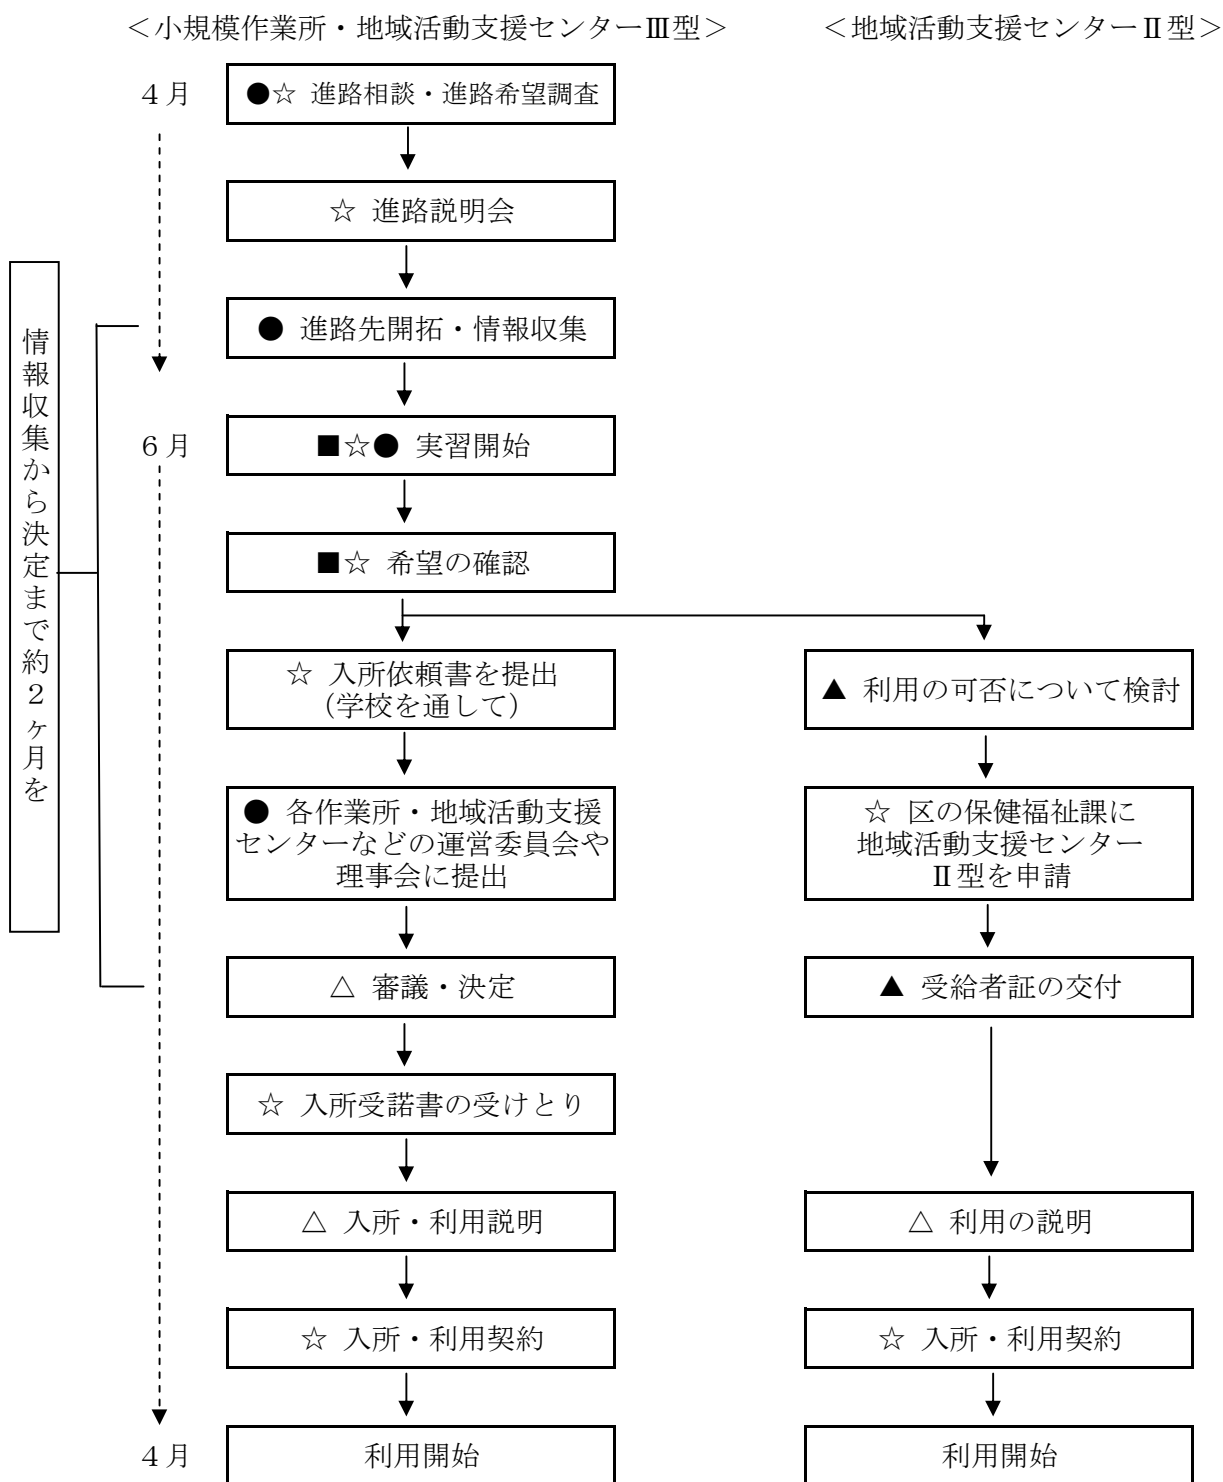 ＜小規模作業所・地域活動支援センターⅢ型＞
＜地域活動支援センターⅡ型＞
４月
●☆ 進路相談・進路希望調査
☆ 進路説明会
● 進路先開拓・情報収集
情報収集から決定まで約２ヶ月を
６月
■☆● 実習開始
■☆ 希望の確認
☆ 入所依頼書を提出
（学校を通して）
▲ 利用の可否について検討
● 各作業所・地域活動支援
センターなどの運営委員会や
理事会に提出
☆ 区の保健福祉課に
地域活動支援センター
Ⅱ型を申請
△ 審議・決定
▲ 受給者証の交付
☆ 入所受諾書の受けとり
△ 入所・利用説明
△ 利用の説明
☆ 入所・利用契約
☆ 入所・利用契約
４月
利用開始
利用開始